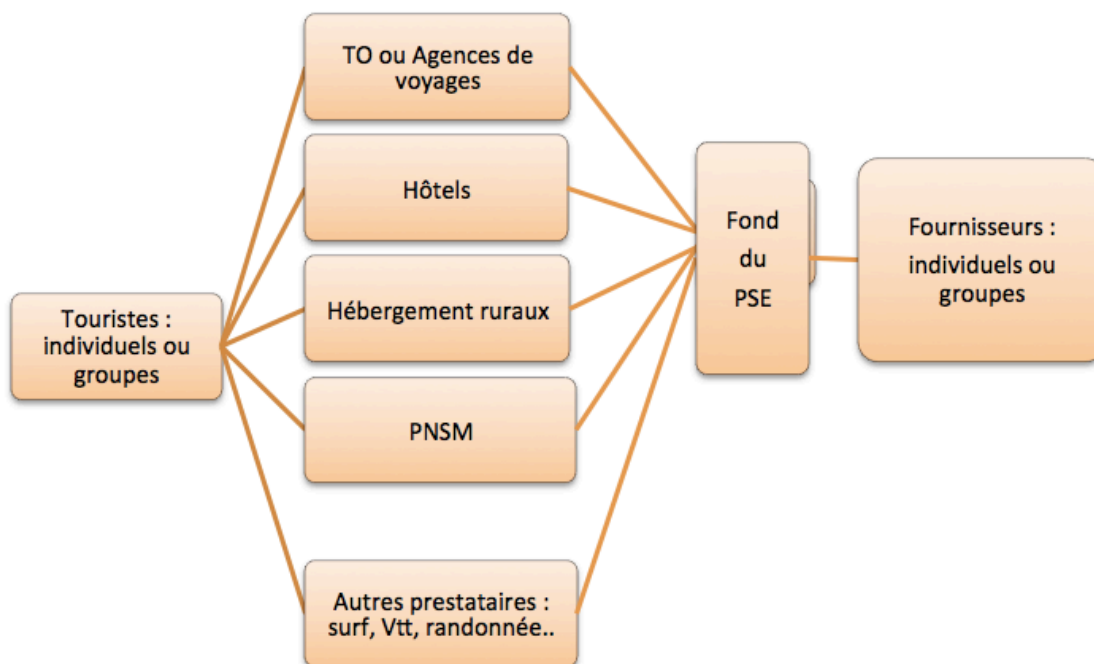 TO ou Agences de
voyages
Hôtels
Hébergement ruraux
PNSM
Autres prestataires :
surf, Vtt, randonnée..
Touristes :
individuels ou
groupes
Fond
du
PSE
Fournisseurs :
individuels ou
groupes